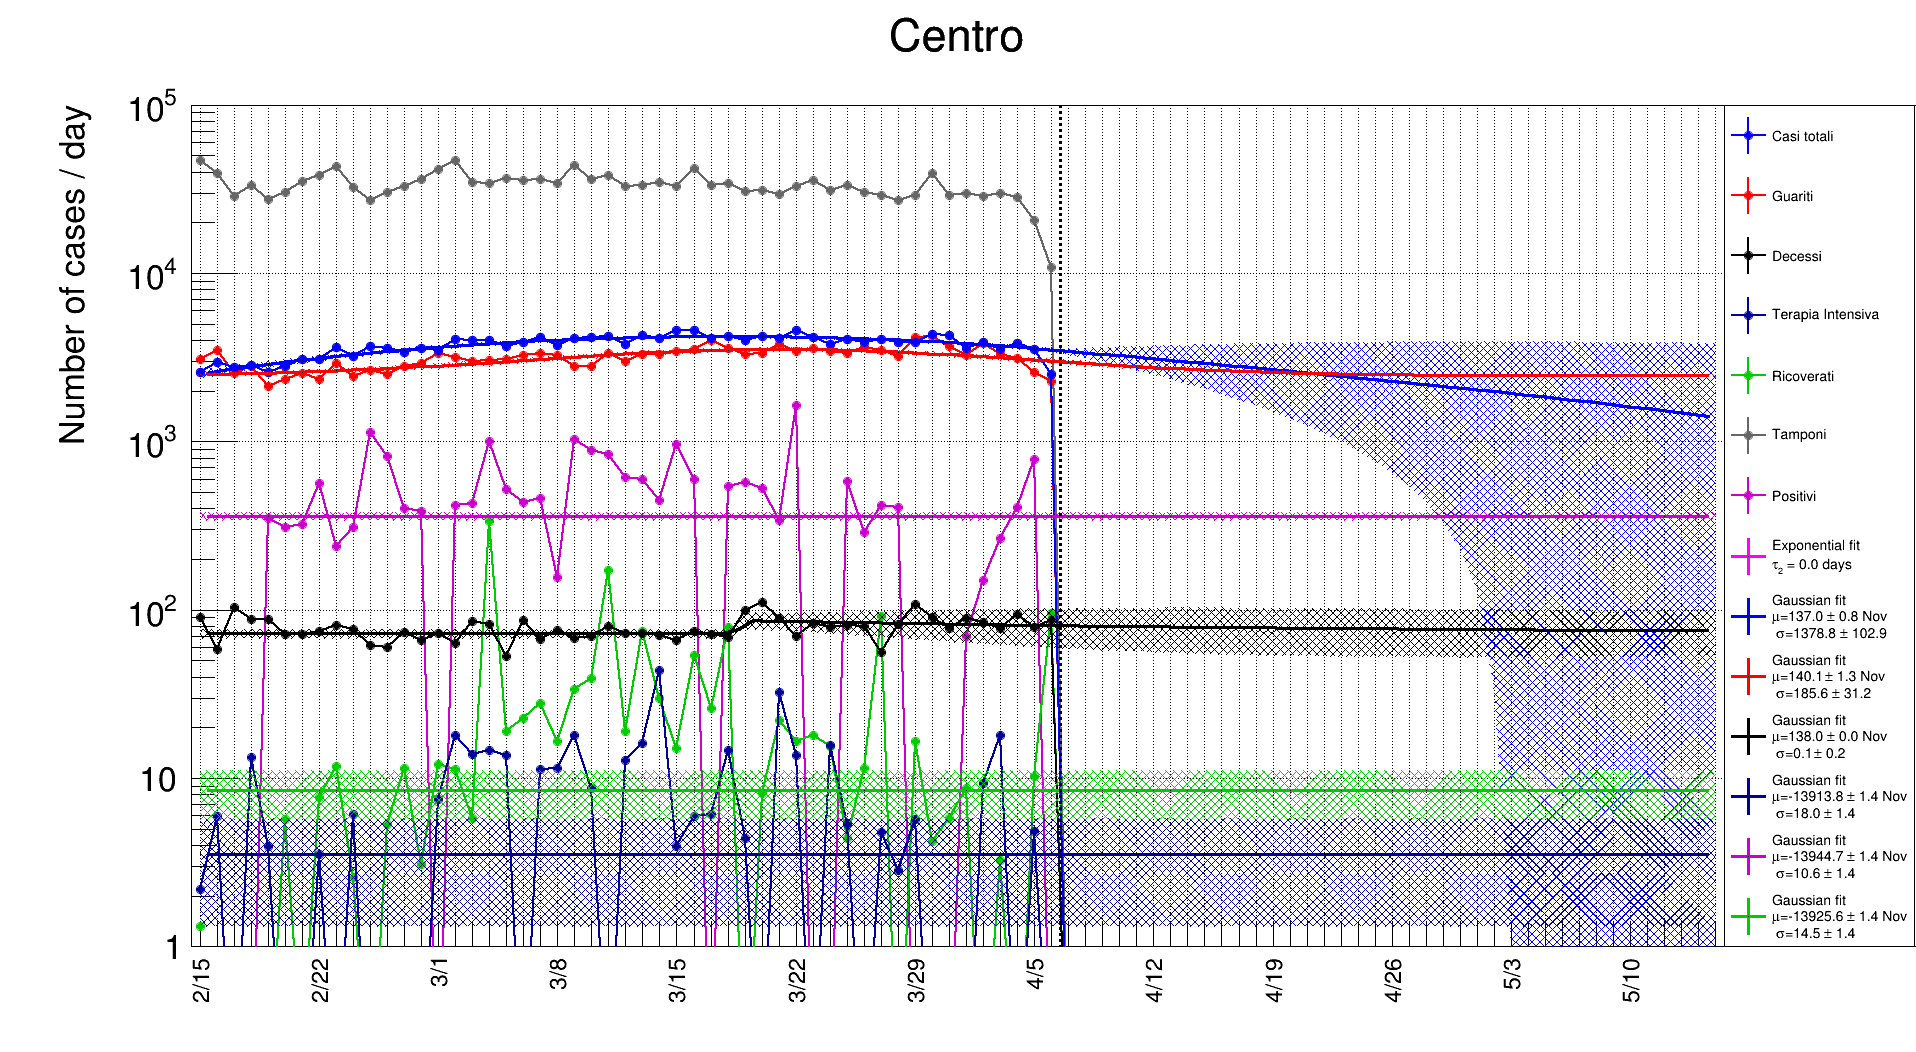 Centro
Number of cases / day
10^5
10^4
10^3
10^2
10
1
2/15
2/22
3/1
3/8
3/15
3/22
3/29
4/5
4/12
4/19
4/26
5/3
5/10
Casi totali
Guariti
Decessi
Terapia Intensiva
Ricoverati
Tamponi
Positivi
Exponential fit
τ₂ = 0.0 days
Gaussian fit
μ=137.0 ± 0.8 Nov
σ=1378.8 ± 102.9
Gaussian fit
μ=140.1 ± 1.3 Nov
σ=185.6 ± 31.2
Gaussian fit
μ=138.0 ± 0.0 Nov
σ=0.1 ± 0.2
Gaussian fit
μ=-13913.8 ± 1.4 Nov
σ=18.0 ± 1.4
Gaussian fit
μ=-13944.7 ± 1.4 Nov
σ=10.6 ± 1.4
Gaussian fit
μ=-13925.6 ± 1.4 Nov
σ=14.5 ± 1.4